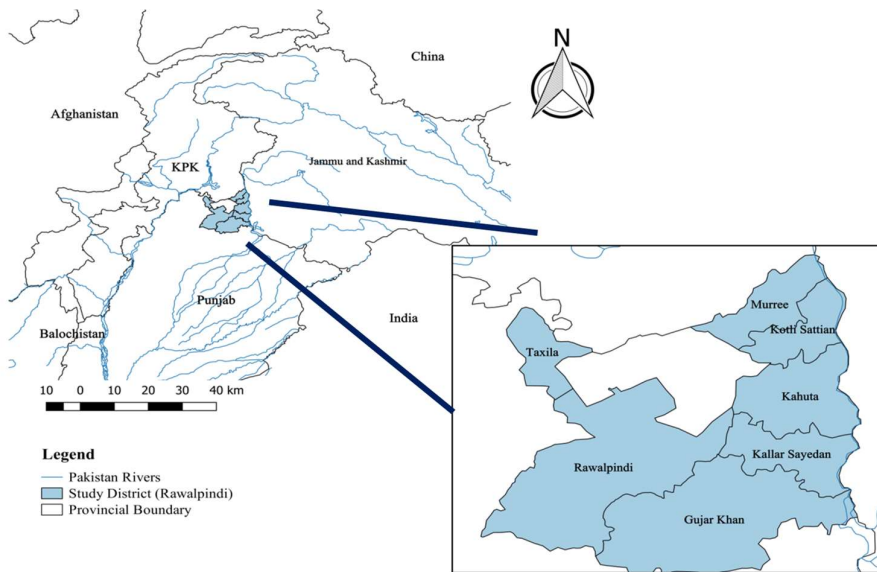 China
N
Afghanistan
KPK
Jammu and Kashmir
Punjab
India
Balochistan
10 0 10 20 30 40 km
Legend
Pakistan Rivers
Study District (Rawalpindi)
Provincial Boundary
Murree
Kotli Sattian
Taxila
Kahuta
Kallar Sayedan
Rawalpindi
Gujar Khan